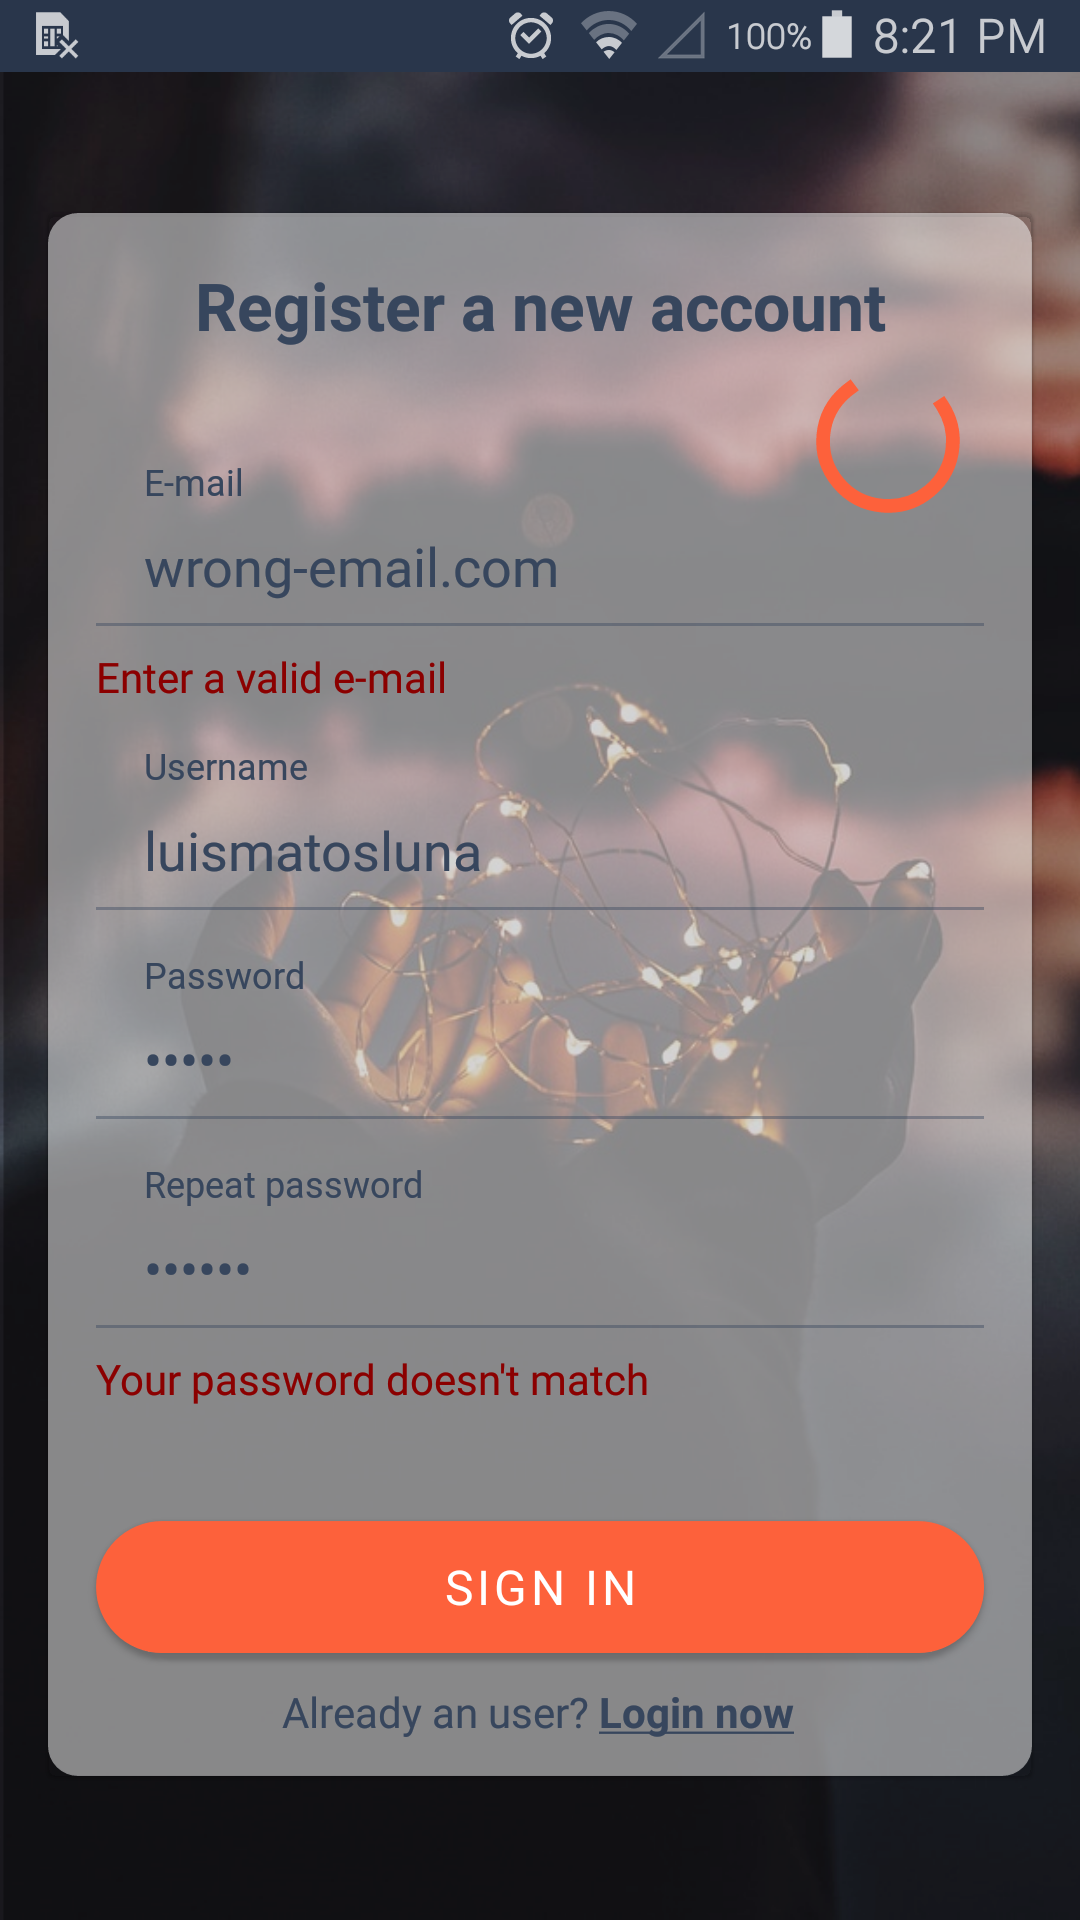 100% 8:21 PM
Register a new account
E-mail
wrong-email.com
Enter a valid e-mail
Username
luismatosluna
Password
•••••
Repeat password
••••••
Your password doesn't match
SIGN IN
Already an user? Login now